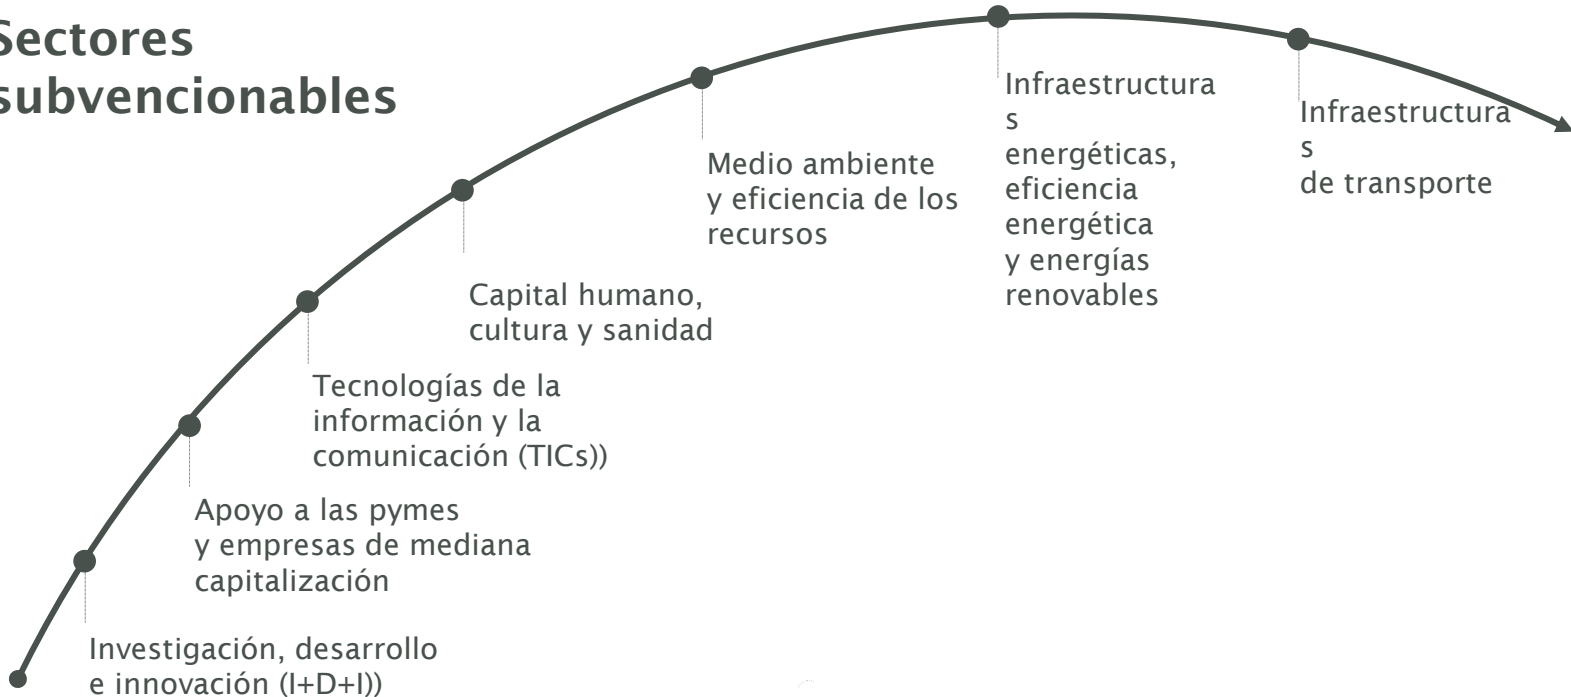 Sectores
subvencionables
Infraestructura
s
energéticas,
eficiencia
energética
y energías
renovables
Infraestructura
s
de transporte
Medio ambiente
y eficiencia de los
recursos
Capital humano,
cultura y sanidad
Tecnologías de la
información y la
comunicación (TICs))
Apoyo a las pymes
y empresas de mediana
capitalización
Investigación, desarrollo
e innovación (I+D+I))